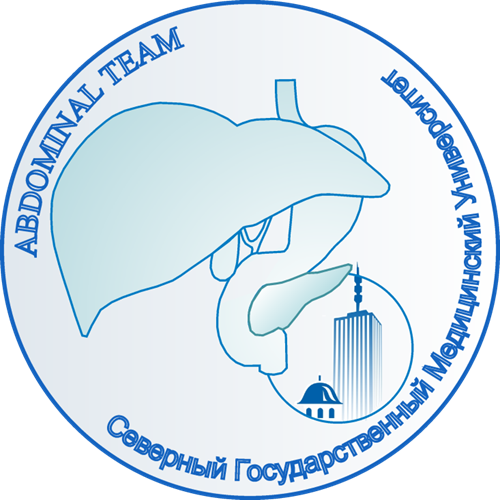 ABDOMINAL TEAM
Северный Государственный Медицинский Университет